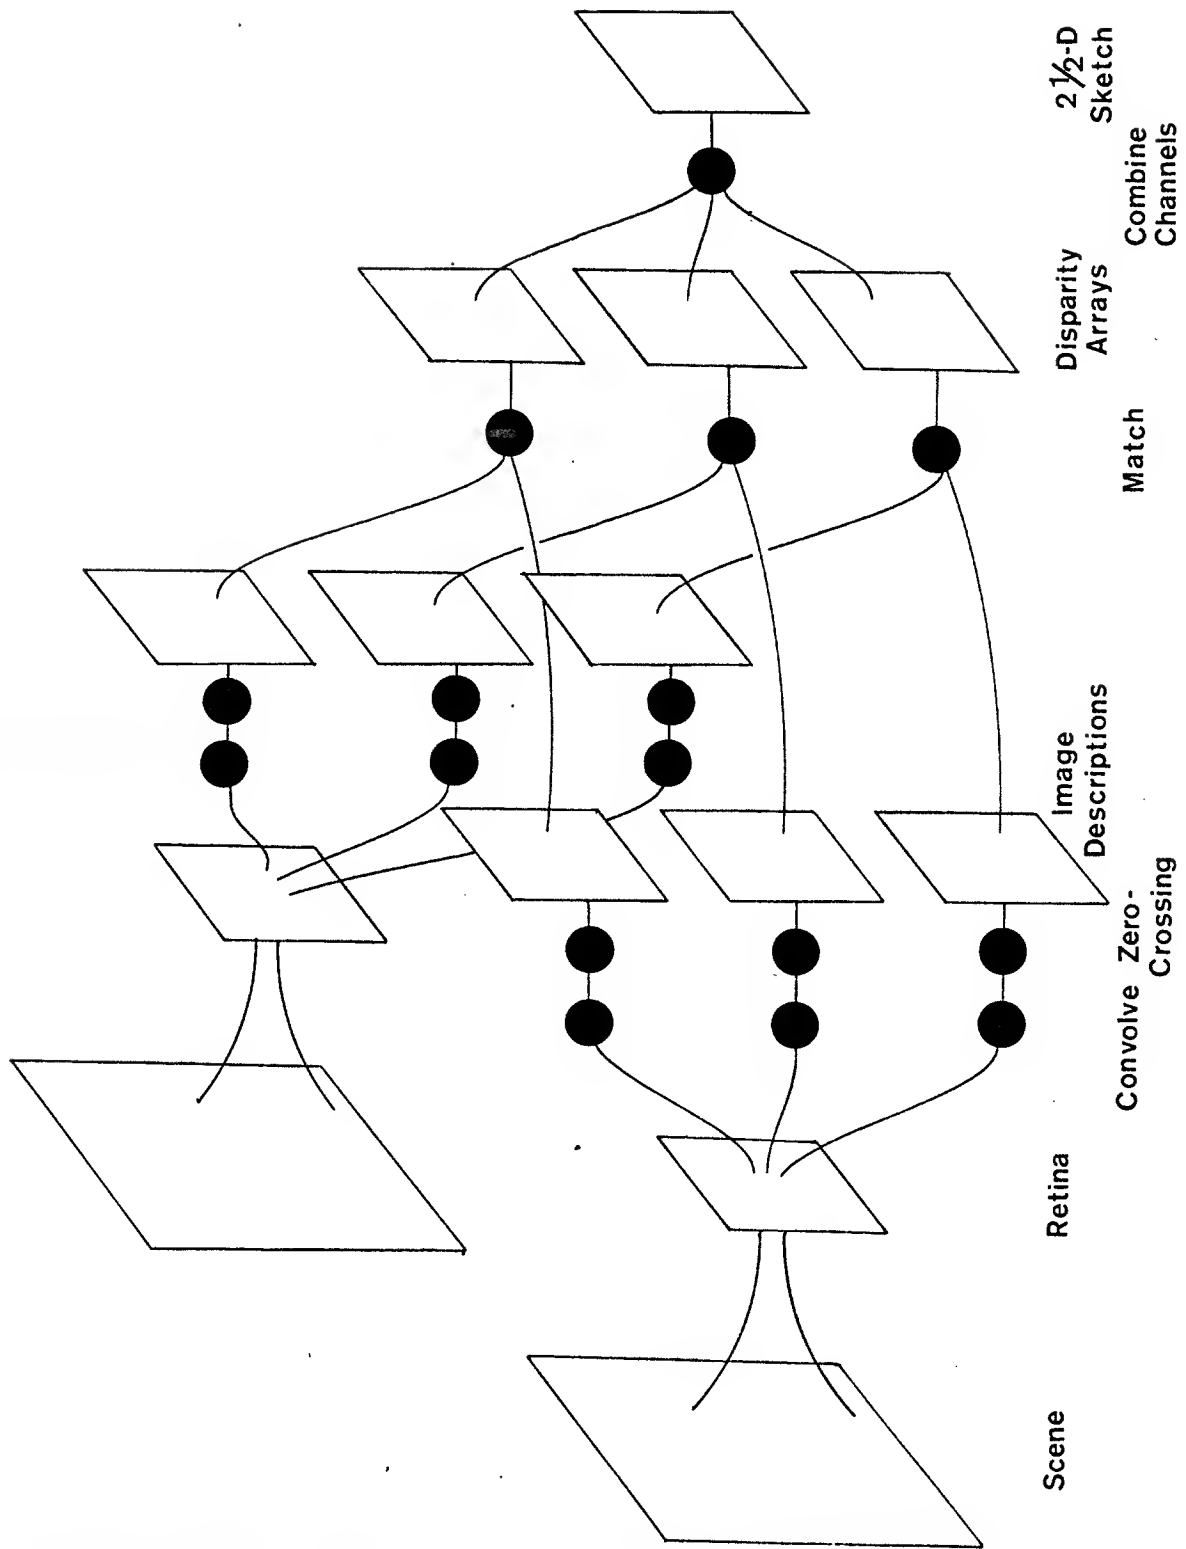 Scene
Retina
Convolve
Zero-
Crossing
Image
Descriptions
Match
Disparity
Arrays
Combine
Channels
2½-D
Sketch